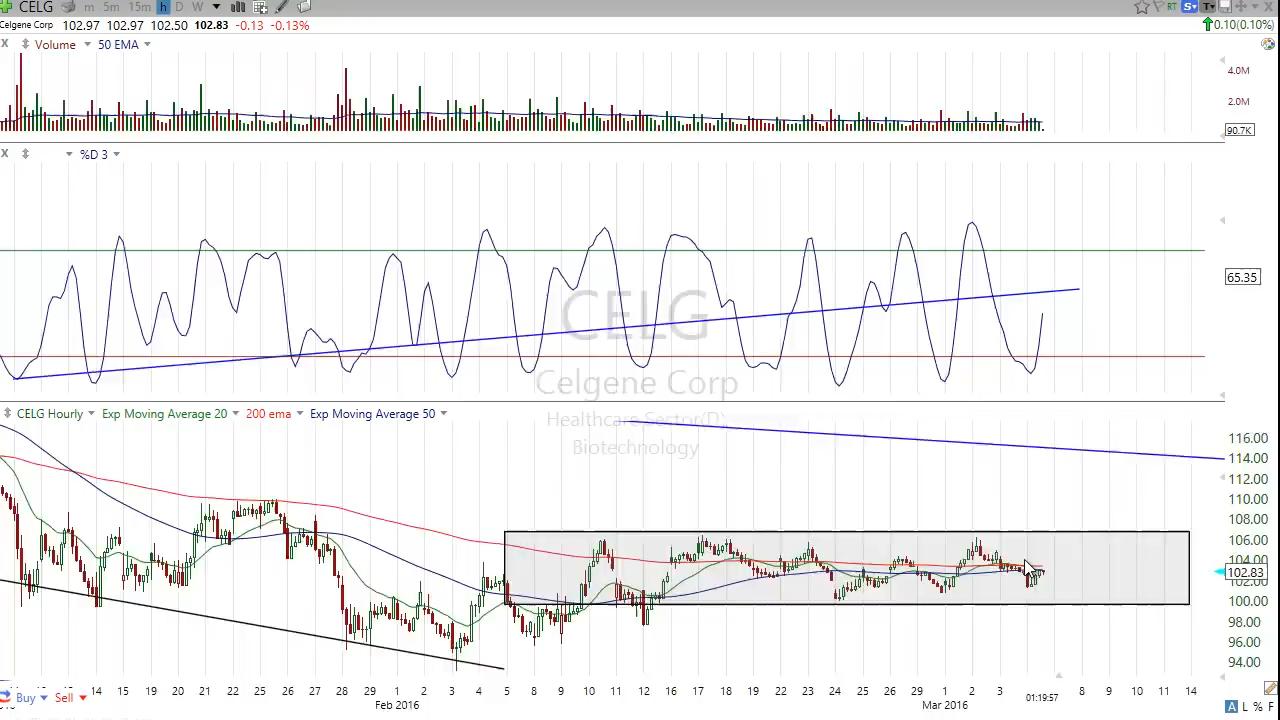 CELG m 5m 15m h D W RT S T
Celgene Corp 102.97 102.97 102.50 102.83 -0.13 -0.13% 0.10(0.10%)
X Volume 50 EMA
4.0M
2.0M
90.7K
X %D 3
65.35
CELG
Celgene Corp
Healthcare Sector(D)
Biotechnology
CELG Hourly Exp Moving Average 20 200 ema Exp Moving Average 50
116.00
114.00
112.00
110.00
108.00
106.00
104.00
102.83
102.00
100.00
98.00
96.00
94.00
14 15 19 20 21 22 25 26 27 28 29 1 2 4 8 9 10 11 12 16 17 18 19 22 23 24 25 26 29 1 2 3 8 9 10 11 14
Buy Sell
Feb 2016 Mar 2016 01:19:57 A L % F